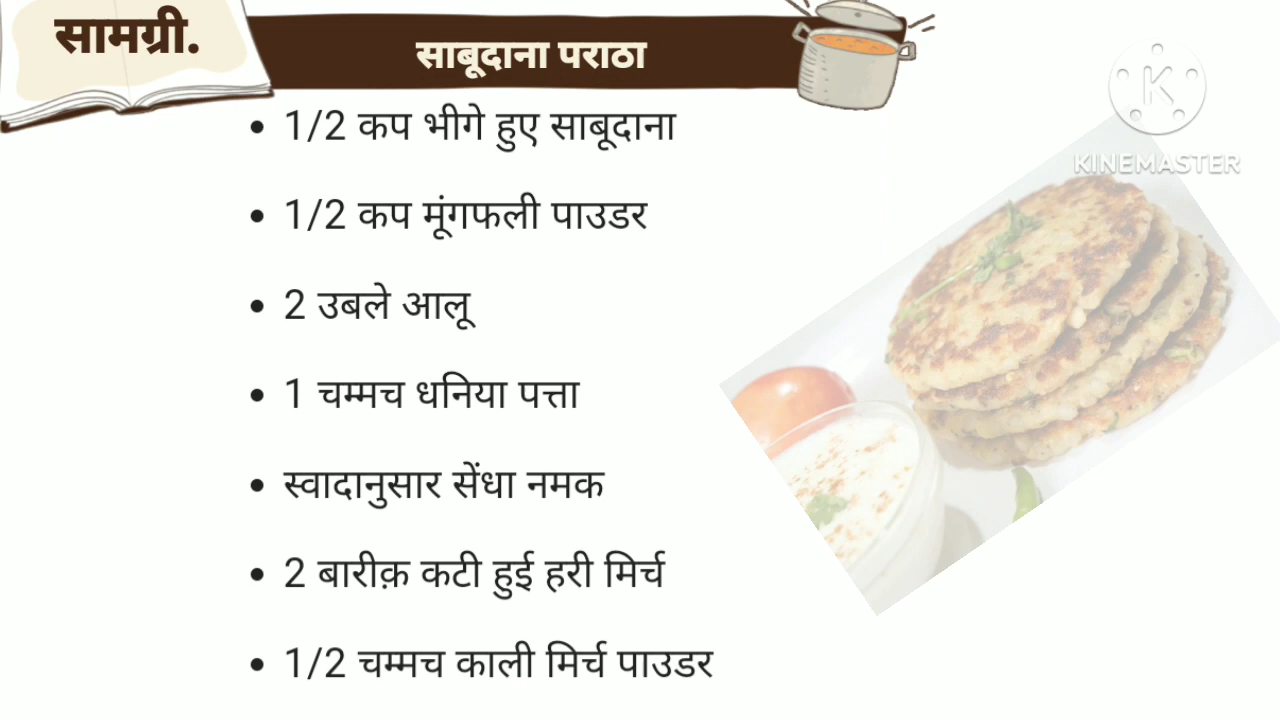 सामग्री.
साबूदाना पराठा
KINEMASTER
• 1/2 कप भीगे हुए साबूदाना
• 1/2 कप मूंगफली पाउडर
• 2 उबले आलू
• 1 चम्मच धनिया पत्ता
• स्वादानुसार सेंधा नमक
• 2 बारीक़ कटी हुई हरी मिर्च
• 1/2 चम्मच काली मिर्च पाउडर